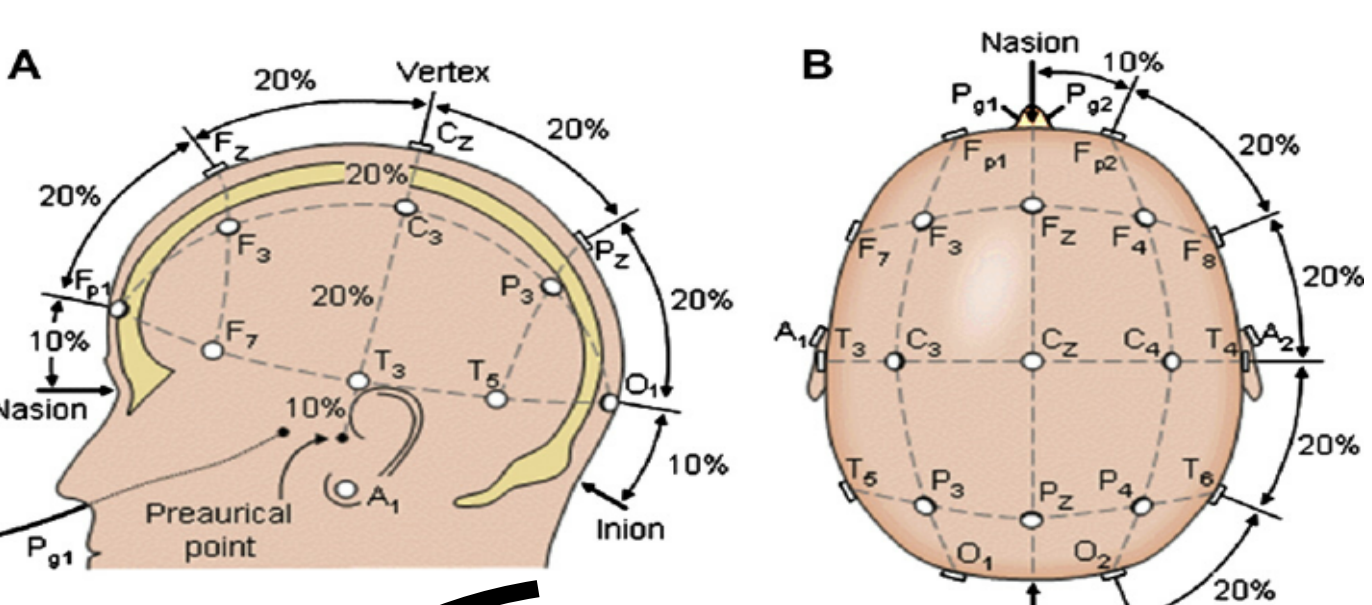 A
20%
Vertex
20%
Fz
Cz
20%
20%
Fp1
F3
C3
Pz
P3
20%
20%
10%
F7
T3
T5
O1
Nasion
10%
10%
A1
Preaurical
point
Inion
Pg1
B
Nasion
10%
Pg1
Pg2
Fp1
Fp2
20%
F7
F3
Fz
F4
F8
20%
A1
T3
C3
Cz
C4
T4
A2
20%
T5
P3
Pz
P4
T6
O1
O2
20%